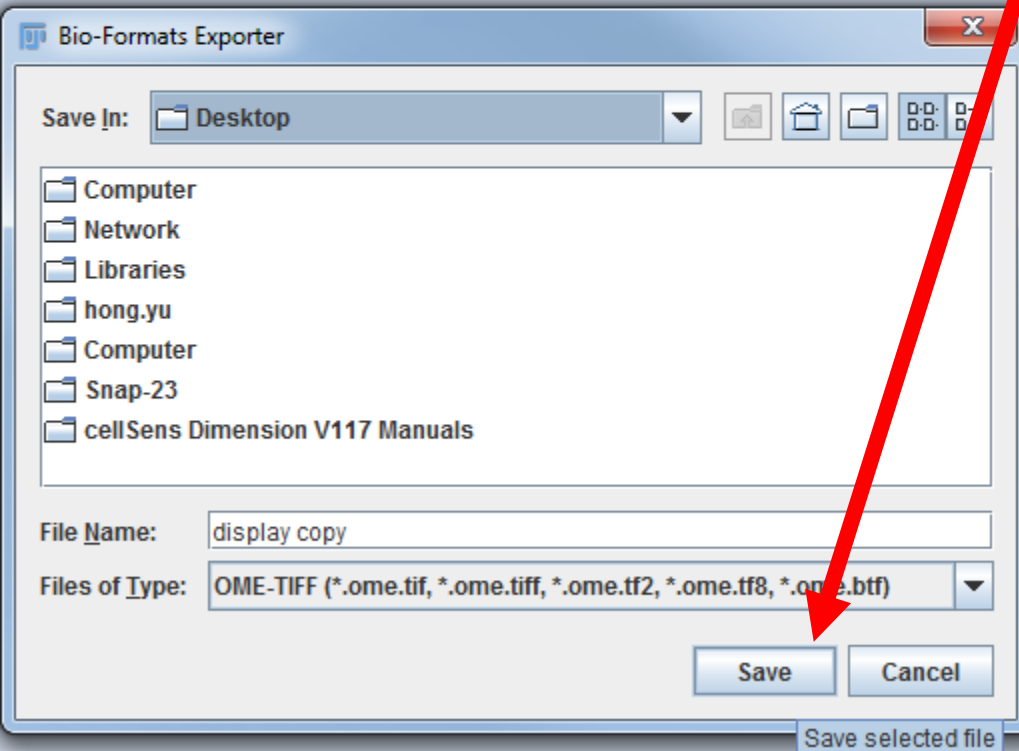 Bio-Formats Exporter
Save In: Desktop
Computer
Network
Libraries
hong.yu
Computer
Snap-23
cellSens Dimension V117 Manuals
File Name: display copy
Files of Type: OME-TIFF (*.ome.tif, *.ome.tiff, *.ome.tf2, *.ome.tf8, *.ome.btf)
Save Cancel
Save selected file